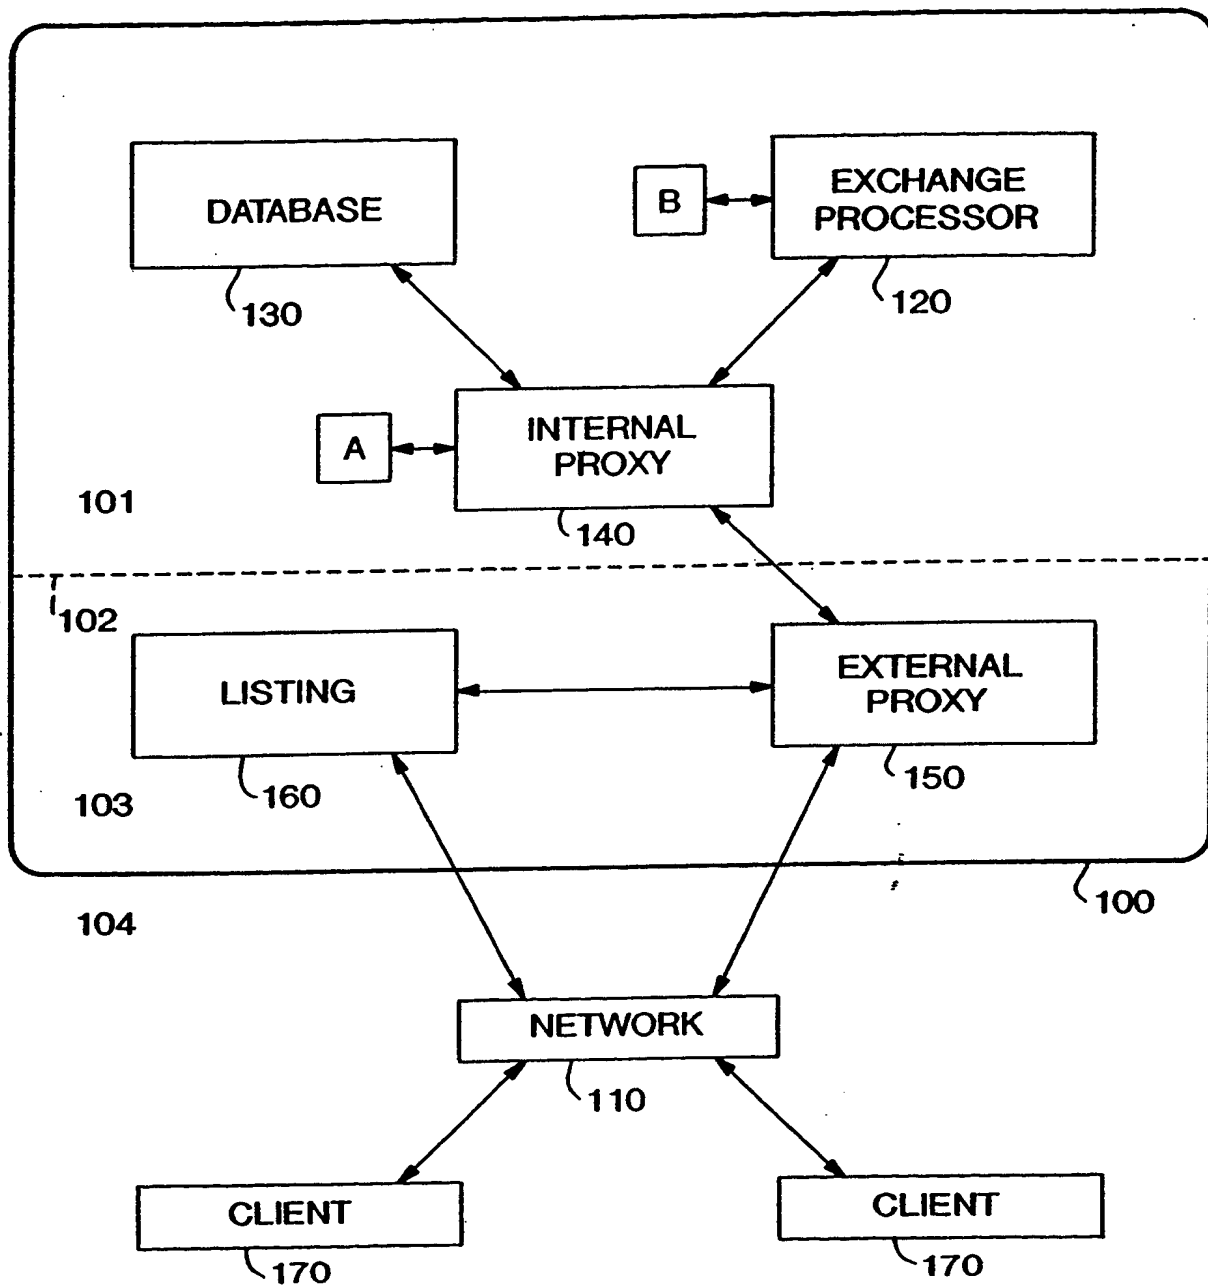 DATABASE
130
B
EXCHANGE
PROCESSOR
120
A
INTERNAL
PROXY
140
101
102
LISTING
160
EXTERNAL
PROXY
150
103
100
104
NETWORK
110
CLIENT
170
CLIENT
170